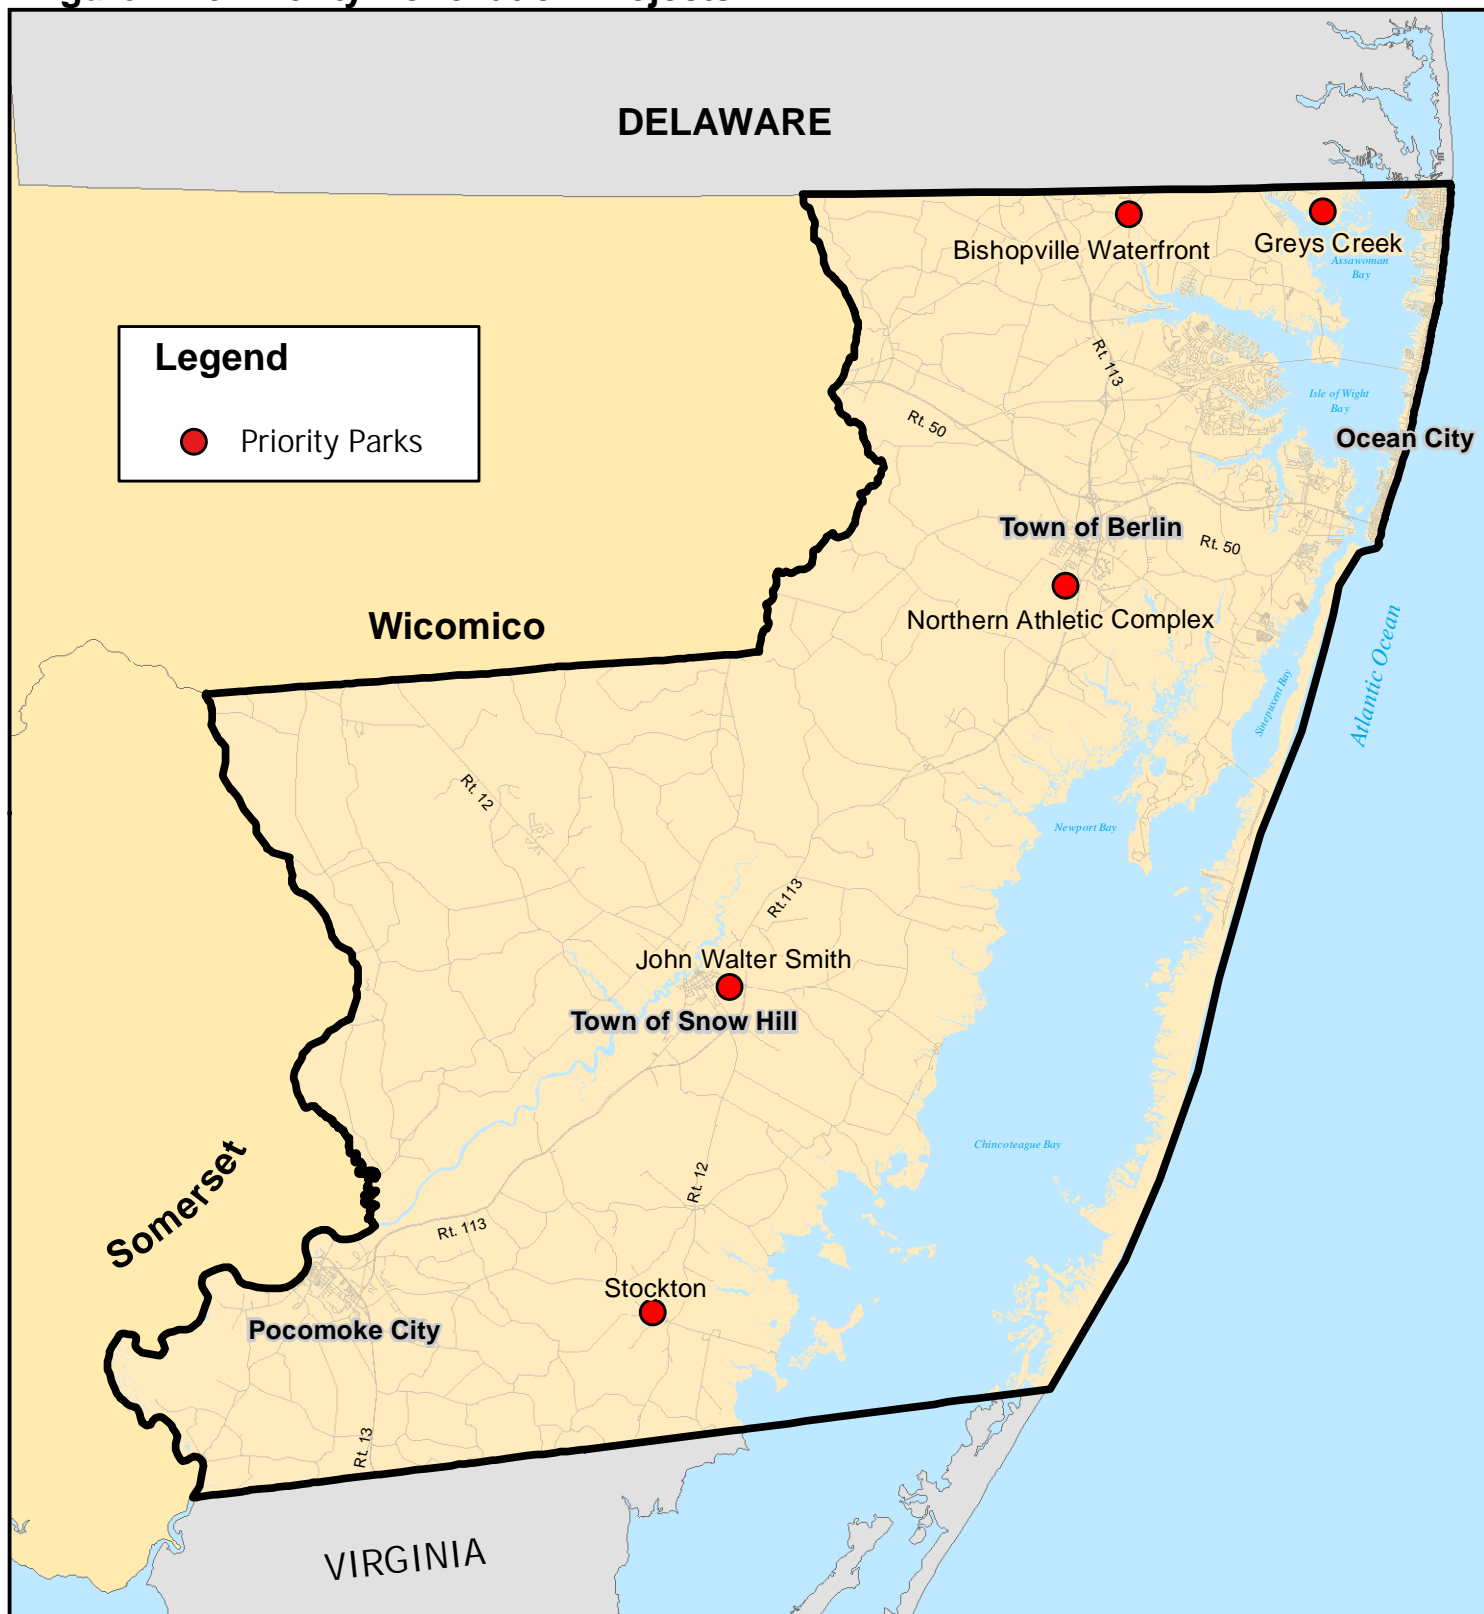 DELAWARE
Bishopville Waterfront
Greys Creek
Assawoman
Bay
Legend
Priority Parks
Rt. 113
Isle of Wight
Bay
Rt. 50
Ocean City
Town of Berlin
Rt. 50
Northern Athletic Complex
Wicomico
Atlantic Ocean
Sinepuxent Bay
Rt. 12
Newport Bay
Rt.113
John Walter Smith
Town of Snow Hill
Chincoteague Bay
Somerset
Rt. 12
Rt. 113
Stockton
Pocomoke City
Rt. 13
VIRGINIA